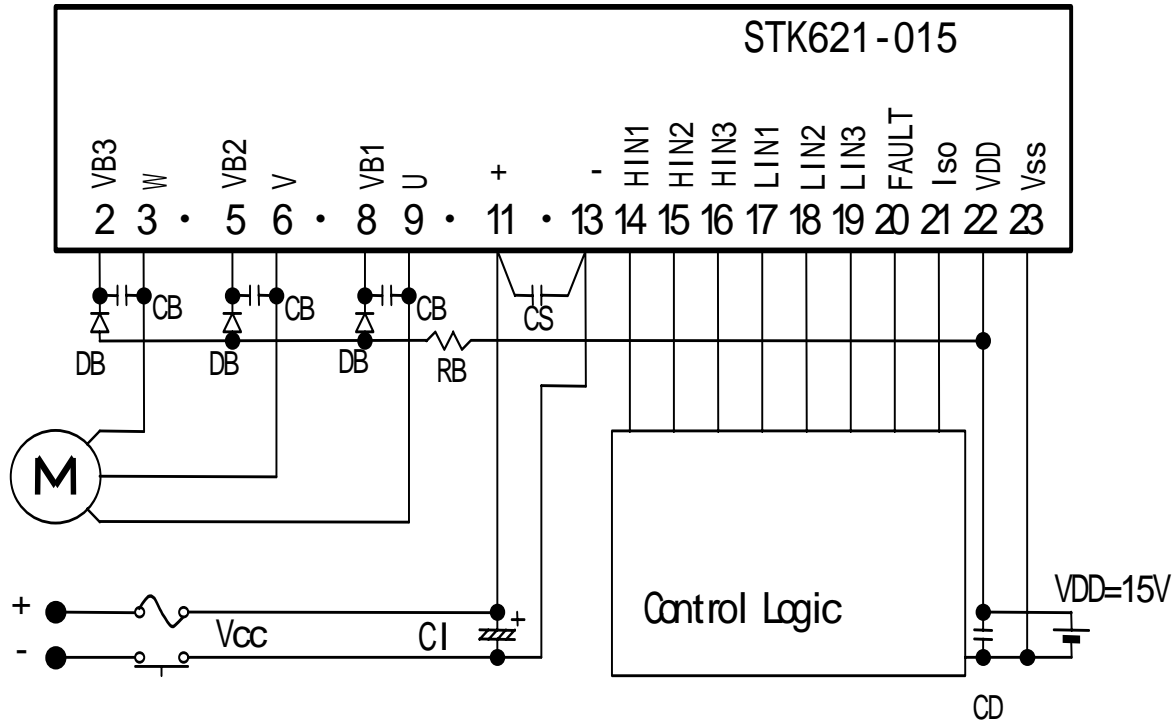 STK621-015
VB3 W VB2 V VB1 U + - HIN1 HIN2 HIN3 LIN1 LIN2 LIN3 FAULT Iso VDD Vss
2 3 · 5 6 · 8 9 · 11 · 13 14 15 16 17 18 19 20 21 22 23
CB CB CB CS
DB DB DB RB
M
+ Vcc CI + Control Logic VDD=15V
-
CD